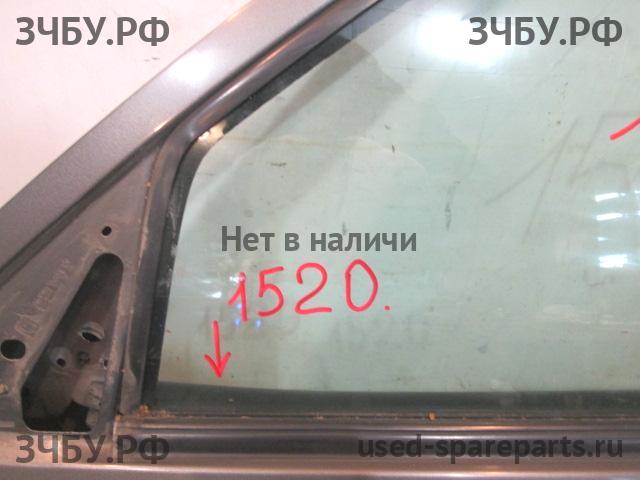 ЗЧБУ.РФ ЗЧБУ.РФ
Нет в наличи
1520.
ЗЧБУ.РФ used-spareparts.ru